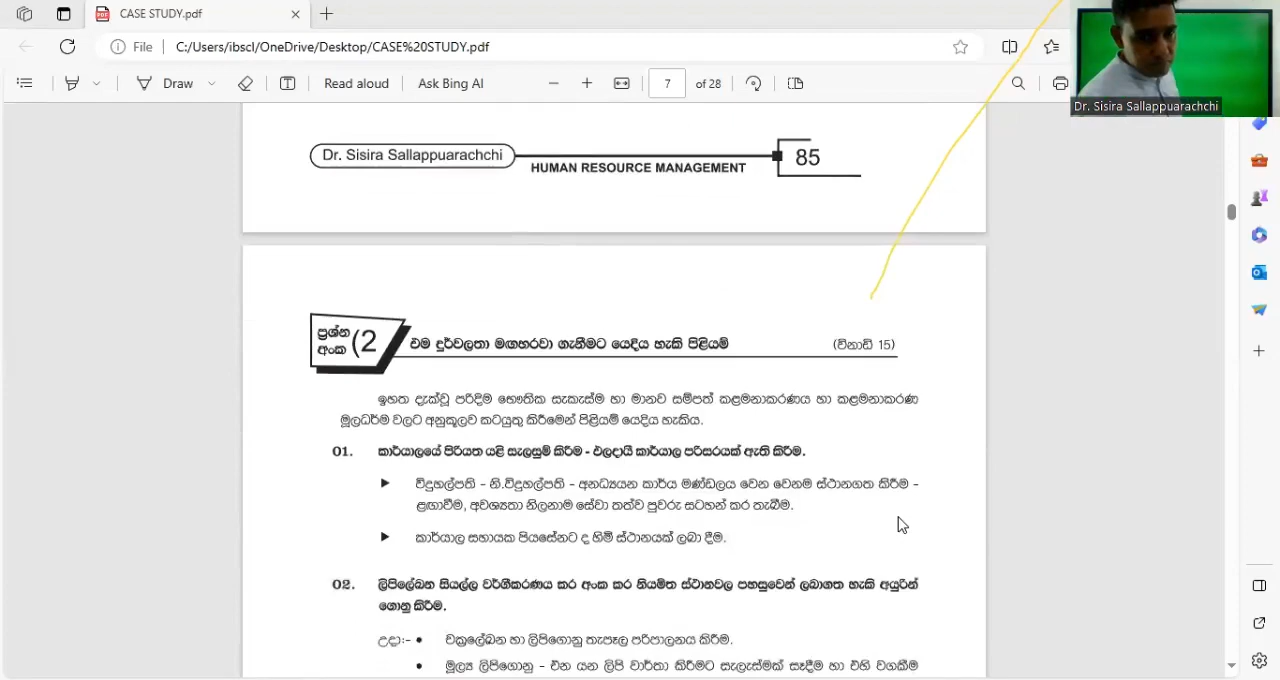 CASE STUDY.pdf
File C:/Users/ibscl/OneDrive/Desktop/CASE%20STUDY.pdf
Draw Read aloud Ask Bing AI 7 of 28
Dr. Sisira Sallappuarachchi
Dr. Sisira Sallappuarachchi HUMAN RESOURCE MANAGEMENT 85
ප්‍රශ්න අංක (2 එම දුර්වලතා මඟහරවා ගැනීමට යෙදිය හැකි පිළියම් (විනාඩි 15)
ඉහත දැක්වූ පරිදිම භෞතික සැකැස්ම හා මානව සම්පත් කළමනාකරණය හා කළමනාකරණ
මූලධර්ම වලට අනුකූලව කටයුතු කිරීමෙන් පිළියම් යෙදිය හැකිය.
01. කාර්යාලයේ පිරියත යළි සැලසුම් කිරීම - ඵලදායී කාර්යාල පරිසරයක් ඇති කිරීම.
විදුහල්පති - නි.විදුහල්පති - අනධ්‍යයන කාර්ය මණ්ඩලය වෙන වෙනම ස්ථානගත කිරීම -
ළඟාවීම, අවශ්‍යතා නිලනාම සේවා තත්ව පුවරු සටහන් කර තැබීම.
කාර්යාල සහායක පියසේනට ද හිමි ස්ථානයක් ලබා දීම.
02. ලිපිලේඛන සියල්ල වර්ගීකරණය කර අංක කර නියමිත ස්ථානවල පහසුවෙන් ලබාගත හැකි අයුරින්
ගොනු කිරීම.
උදා:- • චක්‍රලේඛන හා ලිපිගොනු තැපෑල පරිපාලනය කිරීම.
• මූල්‍ය ලිපිගොනු - එන යන ලිපි වාර්තා කිරීමට සැලැස්මක් සෑදීම හා එහි වගකීම